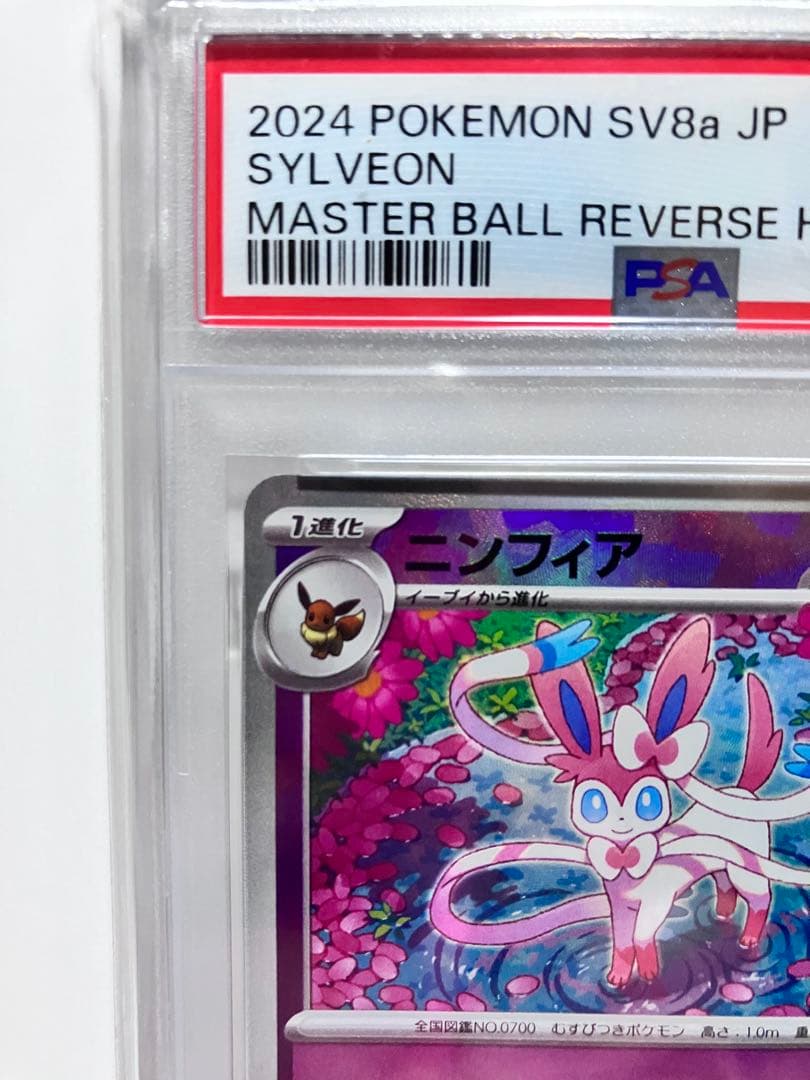 2024 POKEMON SV8a JP
SYLVEON
MASTER BALL REVERSE H
PSA
1進化
ニンフィア
イーブイから進化
全国図鑑NO.0700 むすびつきポケモン 高さ:1.0m 重